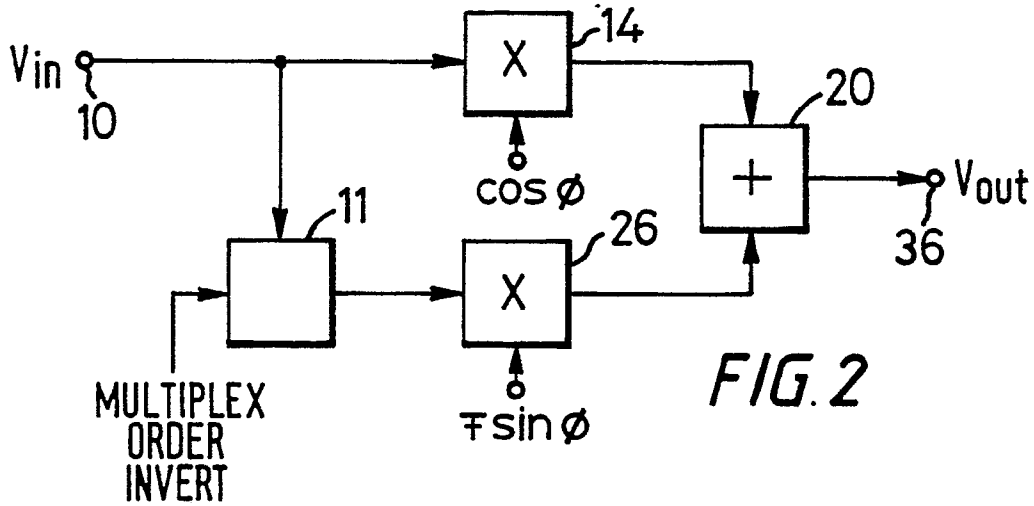 Vin
10
X
14
cos ø
+
20
Vout
36
11
X
26
∓ sin ø
MULTIPLEX
ORDER
INVERT
FIG. 2